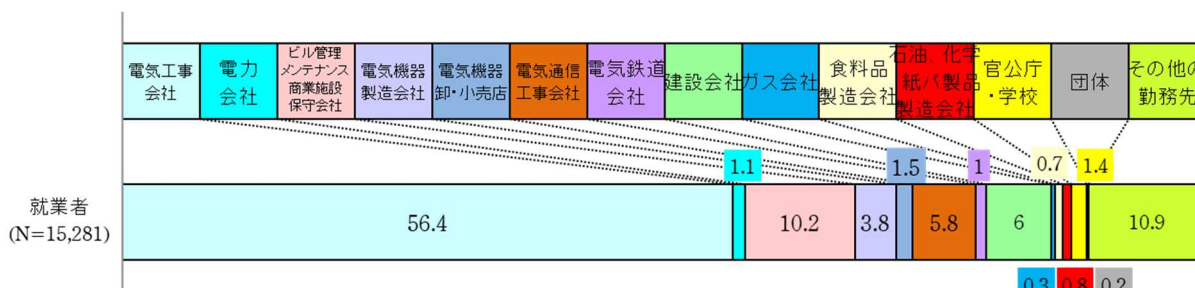 電気工事
会社
電力
会社
ビル管理
メンテナンス
商業施設
保守会社
電気機器
製造会社
電気機器
卸・小売店
電気通信
工事会社
電気鉄道
会社
建設会社
ガス会社
食料品
製造会社
石油、化学
紙パ製品
製造会社
官公庁
・学校
団体
その他の
勤務先
1.1
1.5
1
0.7
1.4
就業者
(N=15,281)
56.4
10.2
3.8
5.8
6
10.9
0.3
0.8
0.2